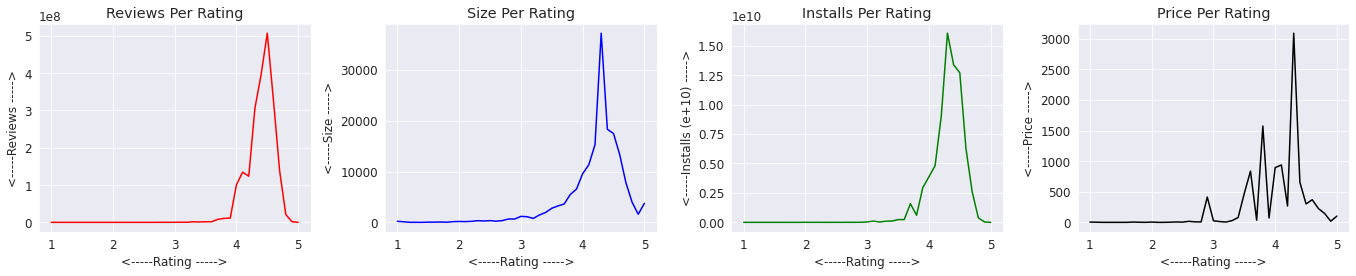 Reviews Per Rating
1e8
5
4
3
2
1
0
<-----Reviews ----->
1 2 3 4 5
<-----Rating ----->
Size Per Rating
30000
20000
10000
0
<-----Size ----->
1 2 3 4 5
<-----Rating ----->
Installs Per Rating
1e10
1.50
1.25
1.00
0.75
0.50
0.25
0.00
<-----Installs (e+10) ----->
1 2 3 4 5
<-----Rating ----->
Price Per Rating
3000
2500
2000
1500
1000
500
0
<-----Price ----->
1 2 3 4 5
<-----Rating ----->